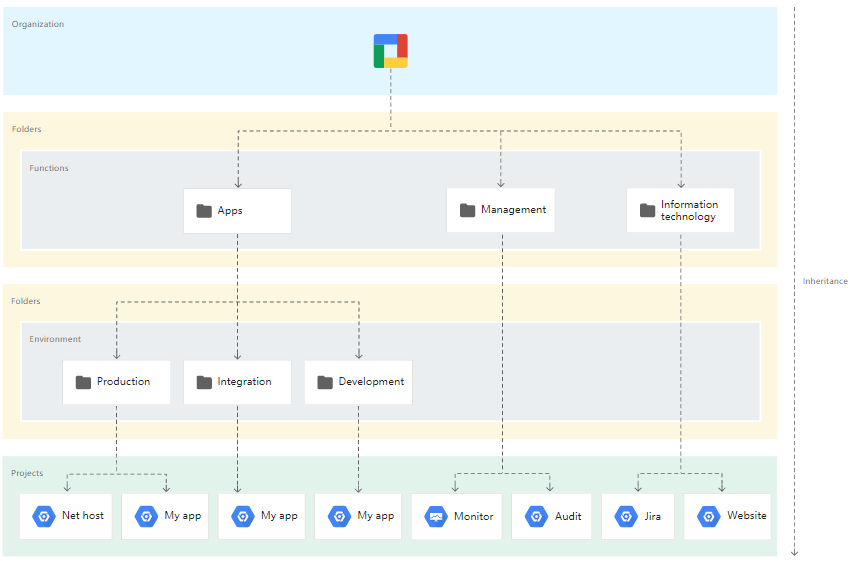 Organization
Folders
Functions
Apps
Management
Information
technology
Inheritance
Folders
Environment
Production
Integration
Development
Projects
Net host
My app
My app
My app
Monitor
Audit
Jira
Website